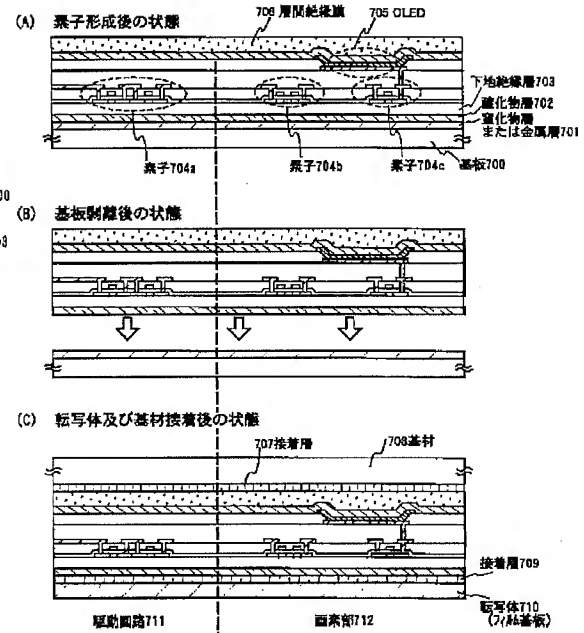 (A) 素子形成後の状態
706 層間絶縁膜
705 OLED
下地絶縁層703
酸化物層702
窒化物層
または金属層701
素子704a
素子704b
素子704c
基板700
00
(B) 基板剥離後の状態
(C) 転写体及び基材接着後の状態
707接着層
708基材
接着層709
転写体710
(フィルム基板)
駆動回路711
画素部712